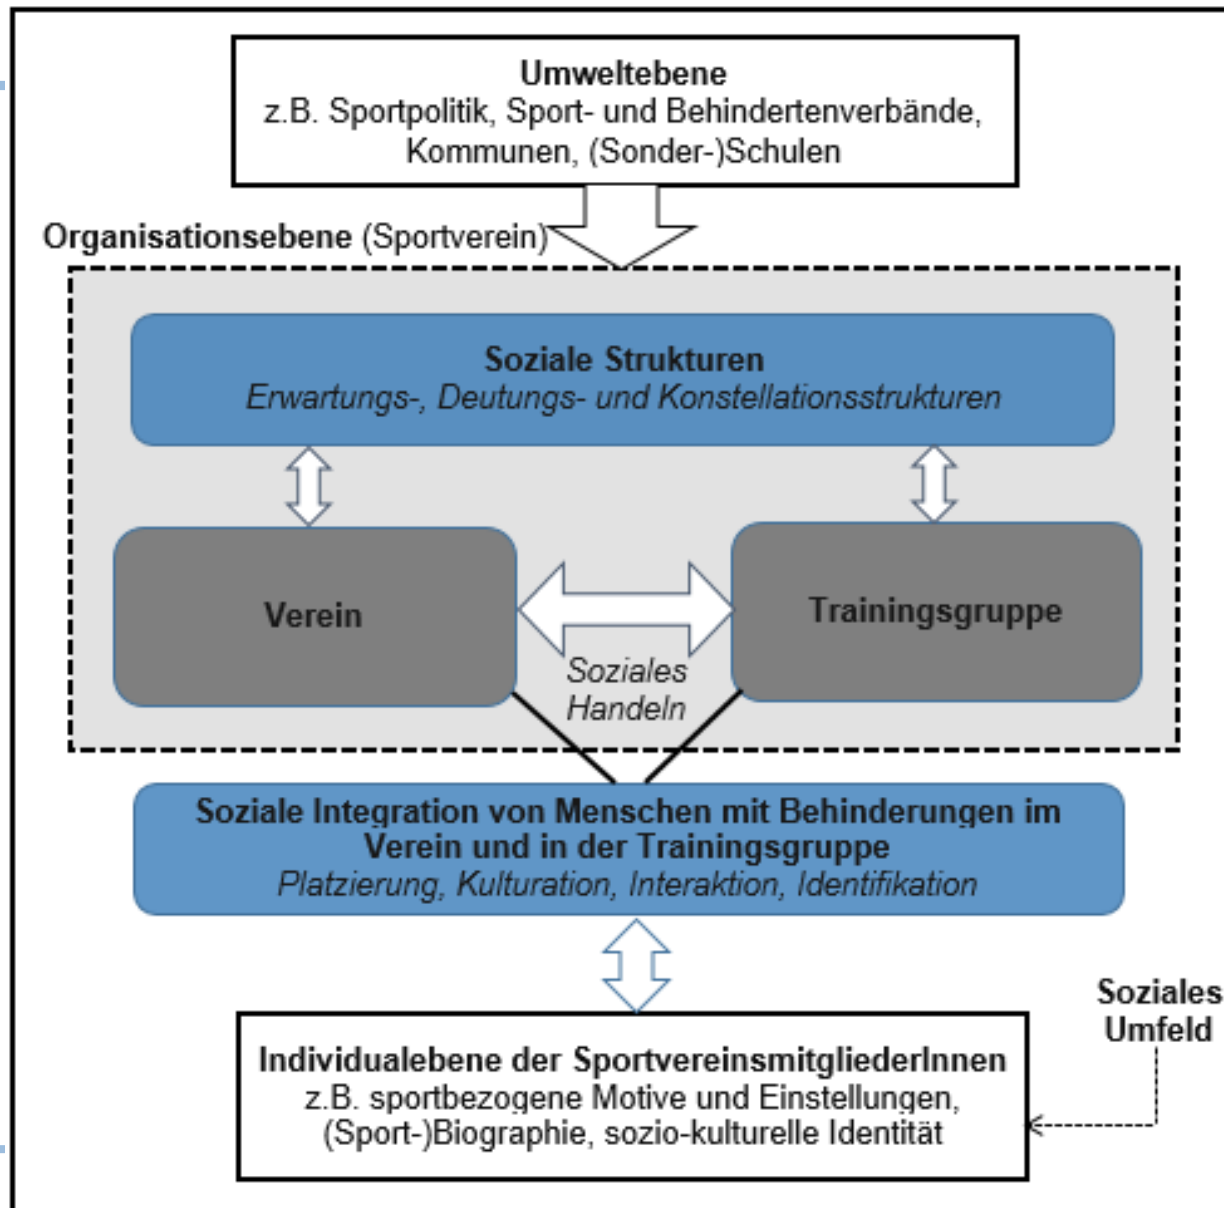 Umweltebene
z.B. Sportpolitik, Sport- und Behindertenverbände,
Kommunen, (Sonder-)Schulen
Organisationsebene (Sportverein)
Soziale Strukturen
Erwartungs-, Deutungs- und Konstellationsstrukturen
Verein
Trainingsgruppe
Soziales
Handeln
Soziale Integration von Menschen mit Behinderungen im
Verein und in der Trainingsgruppe
Platzierung, Kulturation, Interaktion, Identifikation
Soziales
Umfeld
Individualebene der SportvereinsmitgliederInnen
z.B. sportbezogene Motive und Einstellungen,
(Sport-)Biographie, sozio-kulturelle Identität